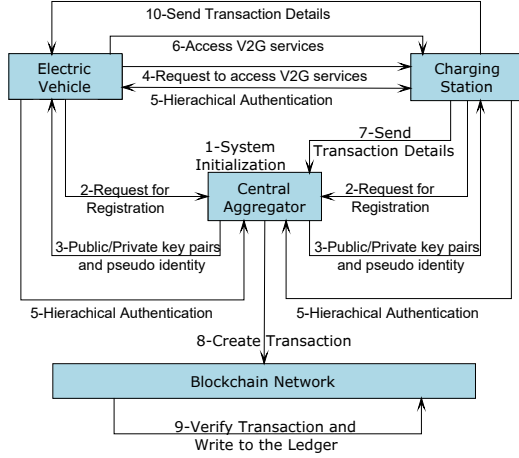 10-Send Transaction Details
6-Access V2G services
Electric
Vehicle
4-Request to access V2G services
Charging
Station
5-Hierachical Authentication
7-Send
Transaction Details
1-System
Initialization
2-Request for
Registration
Central
Aggregator
2-Request for
Registration
3-Public/Private key pairs
and pseudo identity
3-Public/Private key pairs
and pseudo identity
5-Hierachical Authentication
5-Hierachical Authentication
8-Create Transaction
Blockchain Network
9-Verify Transaction and
Write to the Ledger